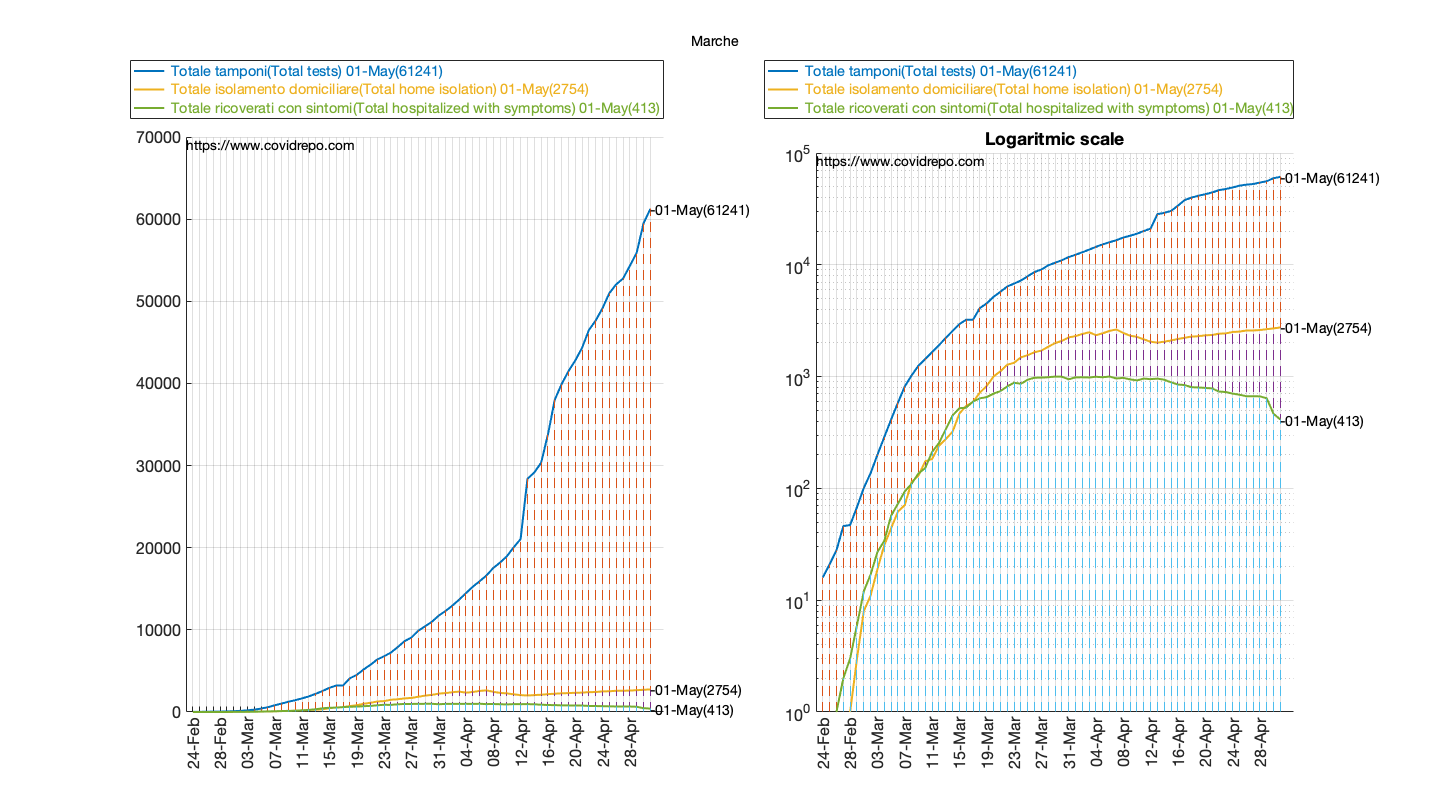 Marche
Totale tamponi(Total tests) 01-May(61241)
Totale isolamento domiciliare(Total home isolation) 01-May(2754)
Totale ricoverati con sintomi(Total hospitalized with symptoms) 01-May(413)
70000
60000
50000
40000
30000
20000
10000
0
https://www.covidrepo.com
01-May(61241)
01-May(2754)
01-May(413)
24-Feb
28-Feb
03-Mar
07-Mar
11-Mar
15-Mar
19-Mar
23-Mar
27-Mar
31-Mar
04-Apr
08-Apr
12-Apr
16-Apr
20-Apr
24-Apr
28-Apr
Totale tamponi(Total tests) 01-May(61241)
Totale isolamento domiciliare(Total home isolation) 01-May(2754)
Totale ricoverati con sintomi(Total hospitalized with symptoms) 01-May(413)
Logaritmic scale
10^5
10^4
10^3
10^2
10^1
10^0
https://www.covidrepo.com
01-May(61241)
01-May(2754)
01-May(413)
24-Feb
28-Feb
03-Mar
07-Mar
11-Mar
15-Mar
19-Mar
23-Mar
27-Mar
31-Mar
04-Apr
08-Apr
12-Apr
16-Apr
20-Apr
24-Apr
28-Apr